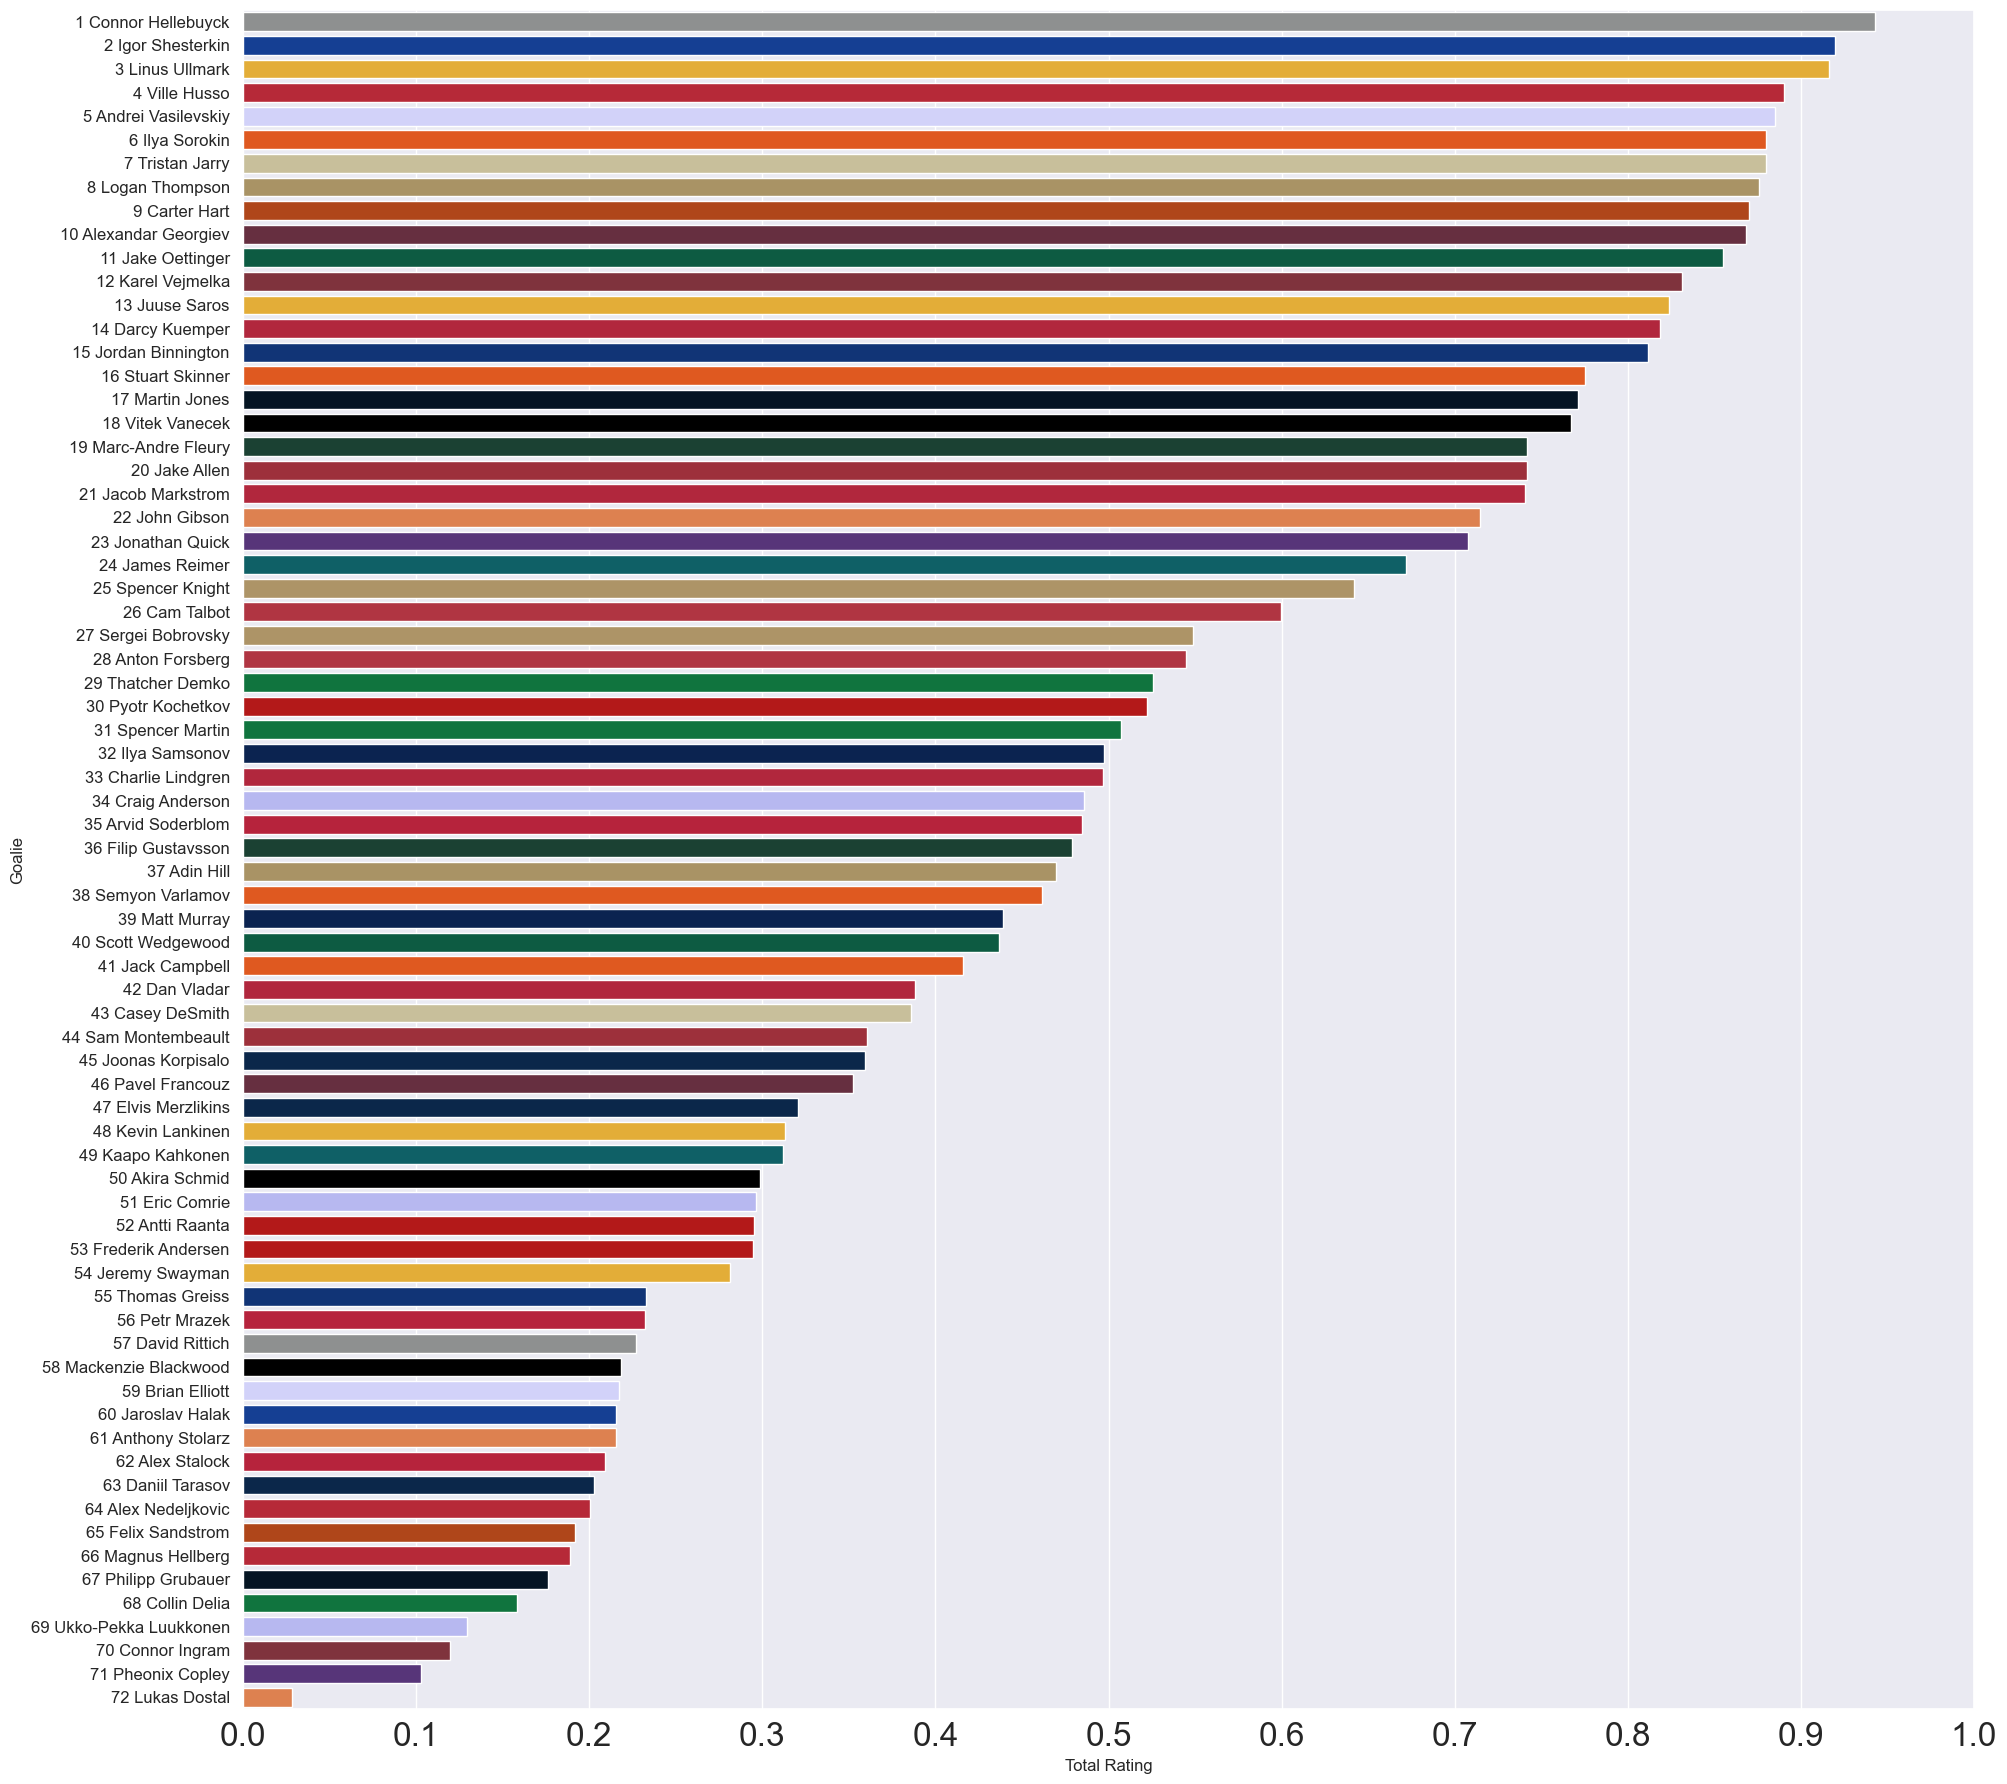 1 Connor Hellebuyck
2 Igor Shesterkin
3 Linus Ullmark
4 Ville Husso
5 Andrei Vasilevskiy
6 Ilya Sorokin
7 Tristan Jarry
8 Logan Thompson
9 Carter Hart
10 Alexandar Georgiev
11 Jake Oettinger
12 Karel Vejmelka
13 Juuse Saros
14 Darcy Kuemper
15 Jordan Binnington
16 Stuart Skinner
17 Martin Jones
18 Vitek Vanecek
19 Marc-Andre Fleury
20 Jake Allen
21 Jacob Markstrom
22 John Gibson
23 Jonathan Quick
24 James Reimer
25 Spencer Knight
26 Cam Talbot
27 Sergei Bobrovsky
28 Anton Forsberg
29 Thatcher Demko
30 Pyotr Kochetkov
31 Spencer Martin
32 Ilya Samsonov
33 Charlie Lindgren
34 Craig Anderson
35 Arvid Soderblom
36 Filip Gustavsson
37 Adin Hill
38 Semyon Varlamov
39 Matt Murray
40 Scott Wedgewood
41 Jack Campbell
42 Dan Vladar
43 Casey DeSmith
44 Sam Montembeault
45 Joonas Korpisalo
46 Pavel Francouz
47 Elvis Merzlikins
48 Kevin Lankinen
49 Kaapo Kahkonen
50 Akira Schmid
51 Eric Comrie
52 Antti Raanta
53 Frederik Andersen
54 Jeremy Swayman
55 Thomas Greiss
56 Petr Mrazek
57 David Rittich
58 Mackenzie Blackwood
59 Brian Elliott
60 Jaroslav Halak
61 Anthony Stolarz
62 Alex Stalock
63 Daniil Tarasov
64 Alex Nedeljkovic
65 Felix Sandstrom
66 Magnus Hellberg
67 Philipp Grubauer
68 Collin Delia
69 Ukko-Pekka Luukkonen
70 Connor Ingram
71 Pheonix Copley
72 Lukas Dostal
Goalie
0.0 0.1 0.2 0.3 0.4 0.5 0.6 0.7 0.8 0.9 1.0
Total Rating